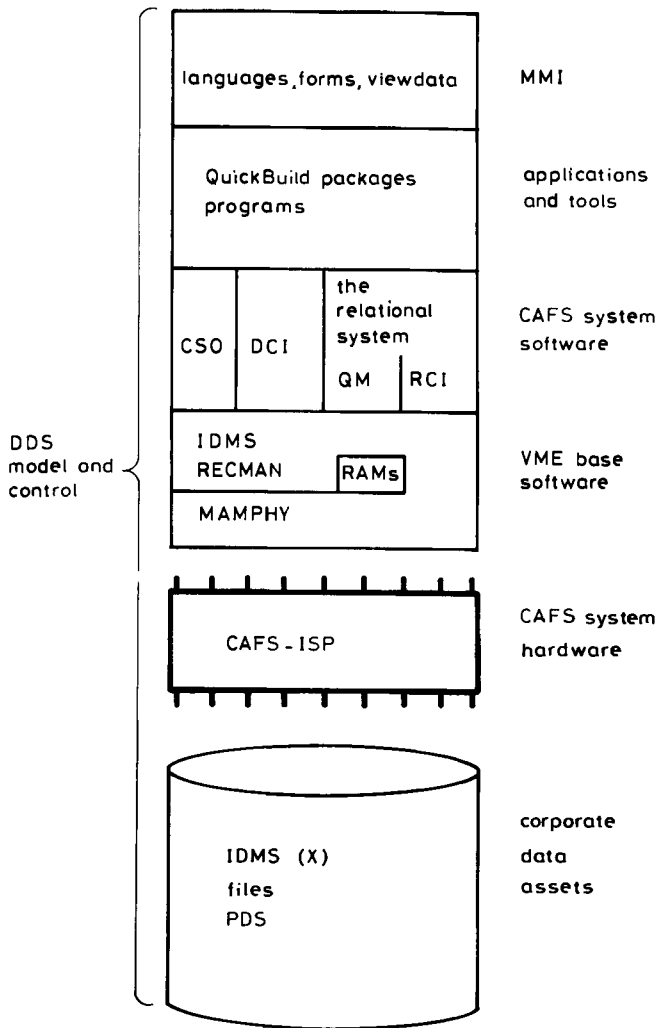 languages, forms, viewdata
MMI
QuickBuild packages
programs
applications
and tools
CSO
DCI
the
relational
system
QM
RCI
CAFS system
software
DDS
model and
control
IDMS
RECMAN
RAMs
MAMPHY
VME base
software
CAFS-ISP
CAFS system
hardware
IDMS (X)
files
PDS
corporate
data
assets